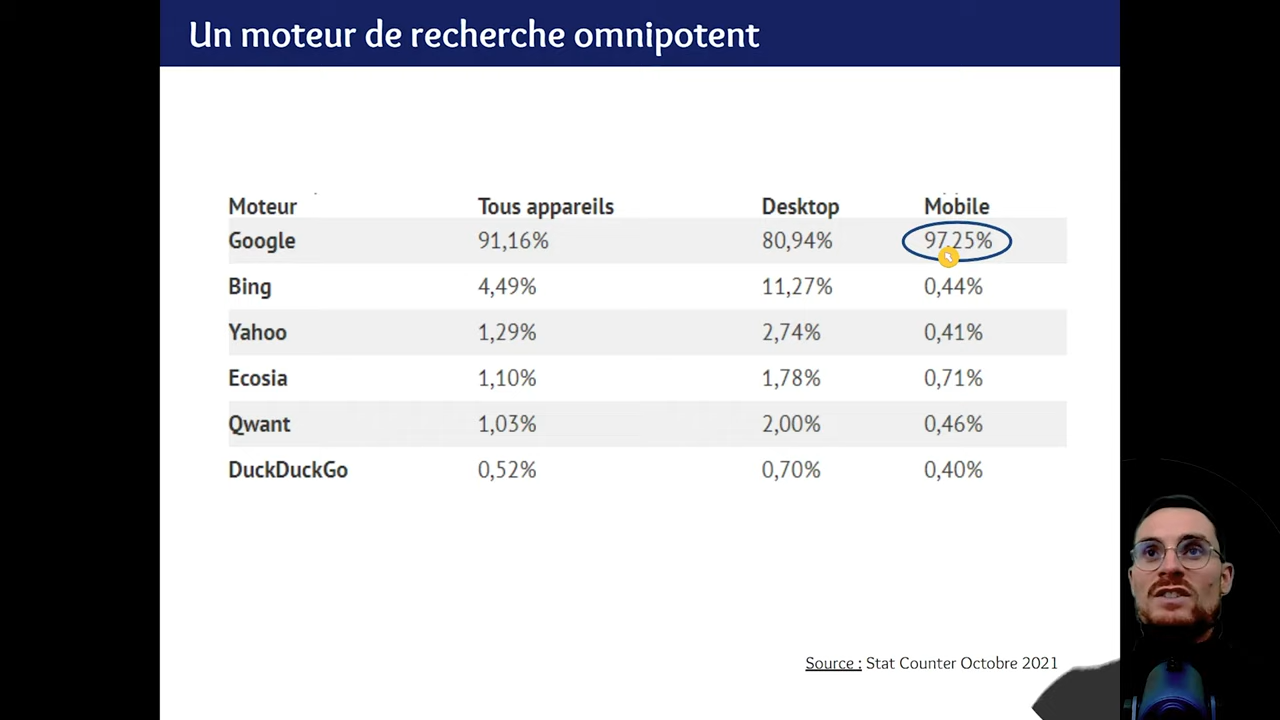 Un moteur de recherche omnipotent
Moteur Tous appareils Desktop Mobile
Google 91,16% 80,94% 97,25%
Bing 4,49% 11,27% 0,44%
Yahoo 1,29% 2,74% 0,41%
Ecosia 1,10% 1,78% 0,71%
Qwant 1,03% 2,00% 0,46%
DuckDuckGo 0,52% 0,70% 0,40%
Source : Stat Counter Octobre 2021